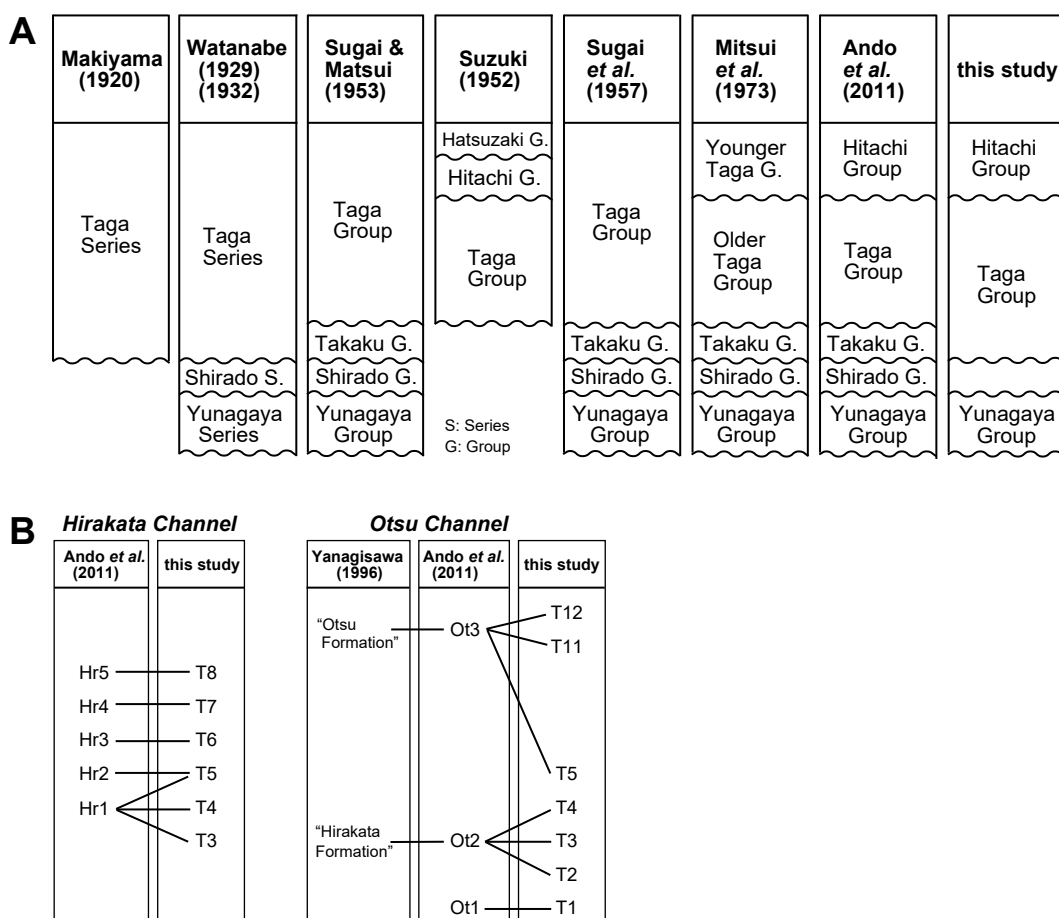 A
Makiyama
(1920)
Watanabe
(1929)
(1932)
Sugai &
Matsui
(1953)
Suzuki
(1952)
Sugai
et al.
(1957)
Mitsui
et al.
(1973)
Ando
et al.
(2011)
this study
Taga
Series
Taga
Series
Shirado S.
Yunagaya
Series
Taga
Group
Takaku G.
Shirado G.
Yunagaya
Group
Hatsuzaki G.
Hitachi G.
Taga
Group
S: Series
G: Group
Taga
Group
Takaku G.
Shirado G.
Yunagaya
Group
Younger
Taga G.
Older
Taga
Group
Takaku G.
Shirado G.
Yunagaya
Group
Hitachi
Group
Taga
Group
Takaku G.
Shirado G.
Yunagaya
Group
Hitachi
Group
Taga
Group
Yunagaya
Group
B
Hirakata Channel
Ando et al.
(2011)
this study
Hr5
T8
Hr4
T7
Hr3
T6
Hr2
T5
Hr1
T4
T3
Otsu Channel
Yanagisawa
(1996)
Ando et al.
(2011)
this study
"Otsu
Formation"
Ot3
T12
T11
T5
"Hirakata
Formation"
Ot2
T4
T3
T2
Ot1
T1